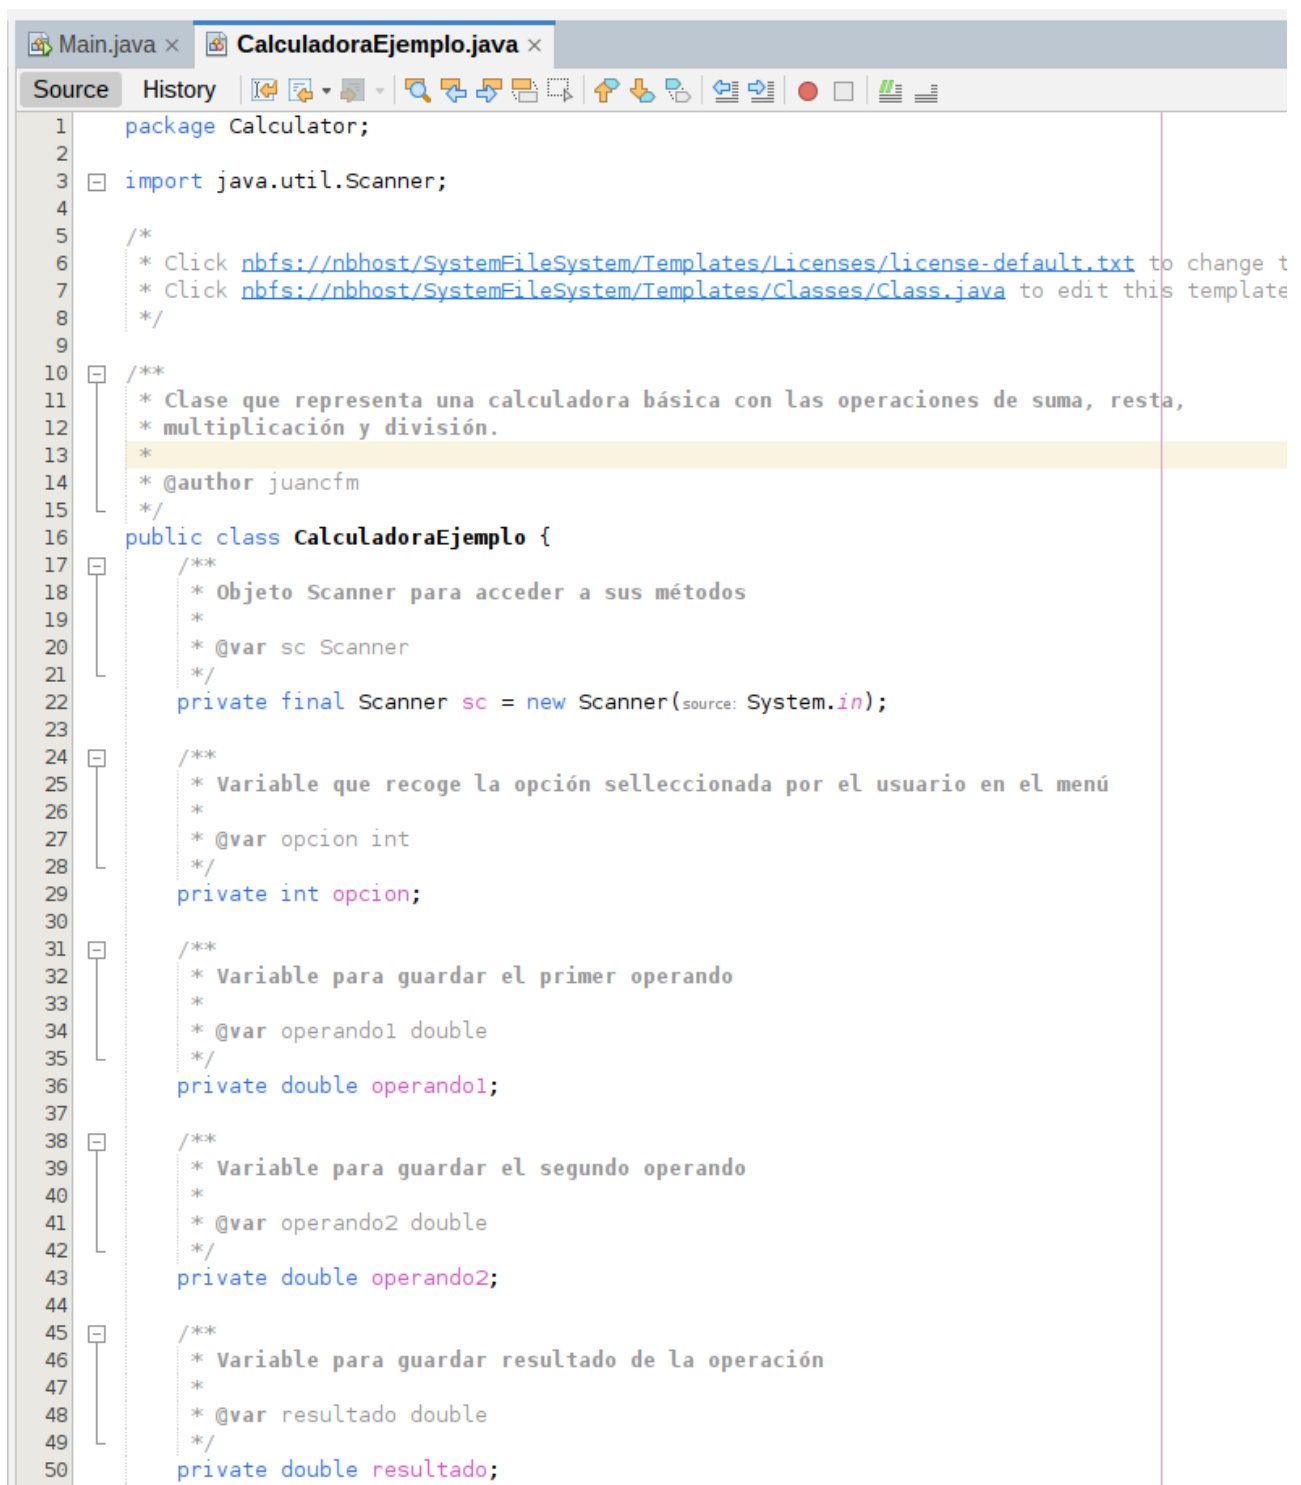 Main.java × CalculadoraEjemplo.java ×
Source History
1 package Calculator;
2
3 import java.util.Scanner;
4
5 /*
6 * Click nbfs://nbhost/SystemFileSystem/Templates/Licenses/license-default.txt to change t
7 * Click nbfs://nbhost/SystemFileSystem/Templates/Classes/Class.java to edit this template
8 */
9
10 /**
11 * Clase que representa una calculadora básica con las operaciones de suma, resta,
12 * multiplicación y división.
13 *
14 * @author juancfm
15 */
16 public class CalculadoraEjemplo {
17 /**
18 * Objeto Scanner para acceder a sus métodos
19 *
20 * @var sc Scanner
21 */
22 private final Scanner sc = new Scanner(source: System.in);
23
24 /**
25 * Variable que recoge la opción selleccionada por el usuario en el menú
26 *
27 * @var opcion int
28 */
29 private int opcion;
30
31 /**
32 * Variable para guardar el primer operando
33 *
34 * @var operando1 double
35 */
36 private double operando1;
37
38 /**
39 * Variable para guardar el segundo operando
40 *
41 * @var operando2 double
42 */
43 private double operando2;
44
45 /**
46 * Variable para guardar resultado de la operación
47 *
48 * @var resultado double
49 */
50 private double resultado;